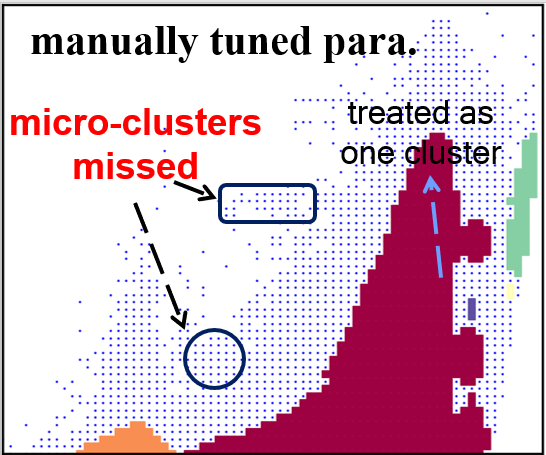 manually tuned para.
micro-clusters
missed
treated as
one cluster